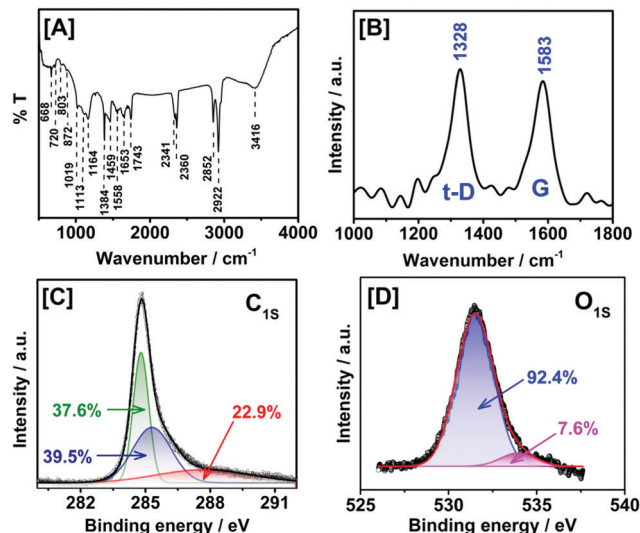 [A]
% T
668
720
803
872
1019
1113
1164
1384
1459
1558
1653
1743
2341
2360
2852
2922
3416
1000 2000 3000 4000
Wavenumber / cm-1
[B]
Intensity / a.u.
1328
1583
t-D
G
1000 1200 1400 1600 1800
Wavenumber / cm-1
[C]
C1S
Intensity / a.u.
37.6%
22.9%
39.5%
282 285 288 291
Binding energy / eV
[D]
O1S
Intensity / a.u.
92.4%
7.6%
525 530 535 540
Binding energy / eV